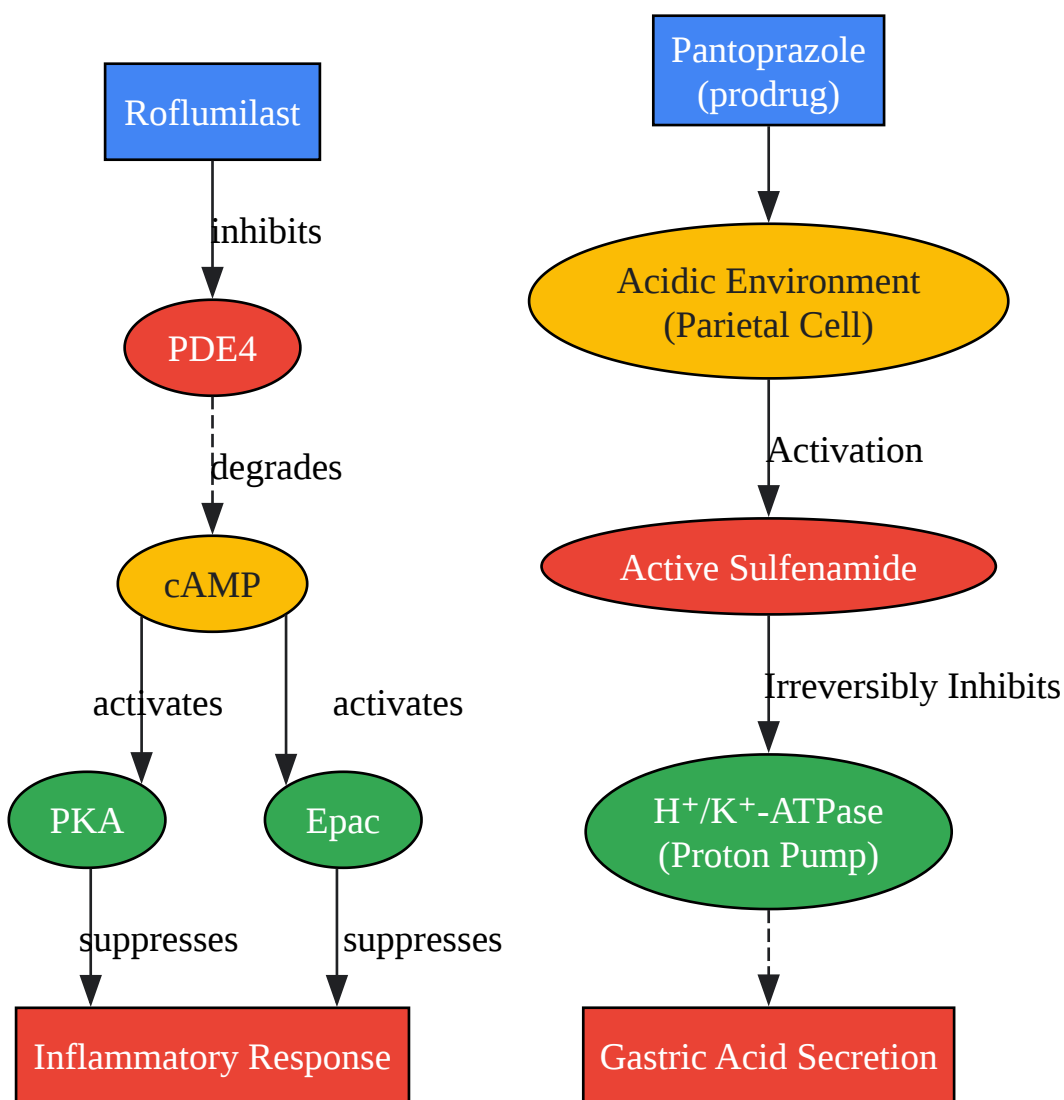 Roflumilast
inhibits
PDE4
degrades
cAMP
activates
activates
PKA
Epac
suppresses
suppresses
Inflammatory Response
Pantoprazole
(prodrug)
Acidic Environment
(Parietal Cell)
Activation
Active Sulfenamide
Irreversibly Inhibits
H⁺/K⁺-ATPase
(Proton Pump)
Gastric Acid Secretion